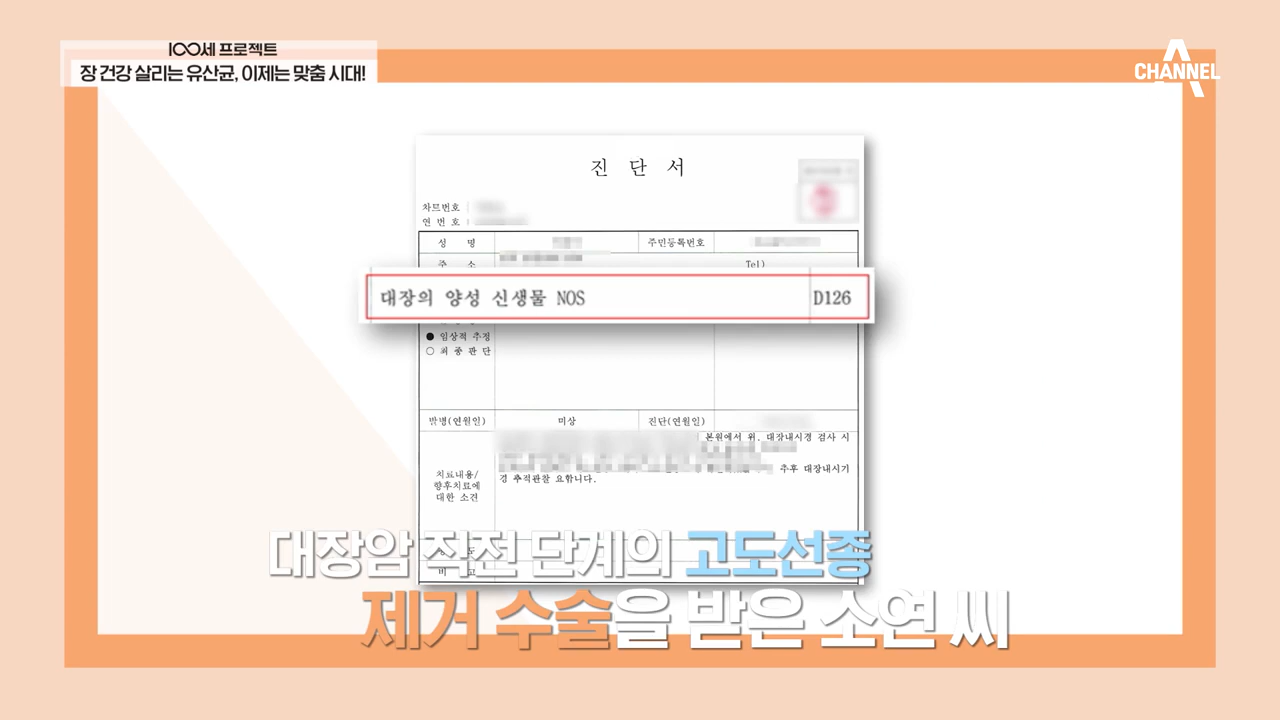 100세 프로젝트
장 건강 살리는 유산균, 이제는 맞춤 시대!
CHANNEL A
진 단 서
차트번호 :
연 번 호 :
성 명
주민등록번호
주 소
Tel)
대장의 양성 신생물 NOS
D126
● 임상적 추정
○ 최 종 판 단
발병(연월일)
미상
진단(연월일)
본원에서 위, 대장내시경 검사 시
추후 대장내시
경 추적관찰 요합니다.
치료내용/
향후치료에
대한 소견
비 고
대장암 직전 단계의 고도선종
제거 수술을 받은 소연 씨